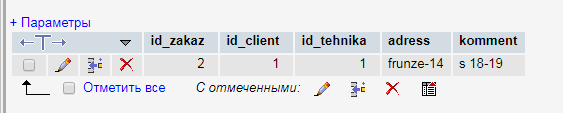 + Параметры
id_zakaz id_client id_tehnika adress komment
2 1 1 frunze-14 s 18-19
Отметить все С отмеченными: